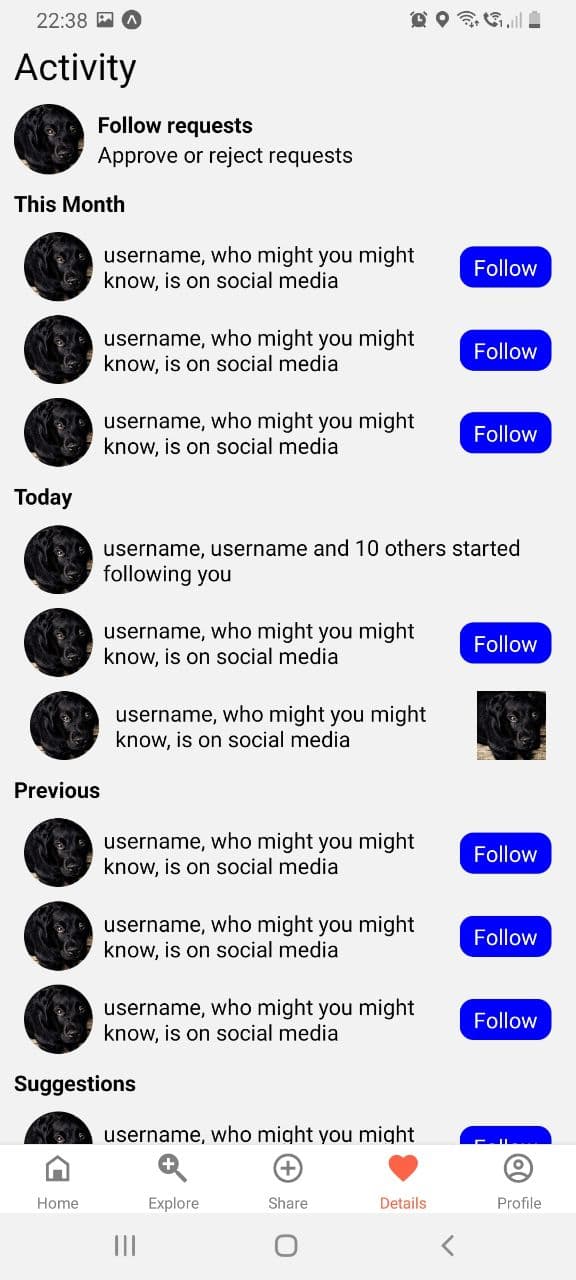 22:38
Activity
Follow requests
Approve or reject requests
This Month
username, who might you might
know, is on social media
Follow
username, who might you might
know, is on social media
Follow
username, who might you might
know, is on social media
Follow
Today
username, username and 10 others started
following you
username, who might you might
know, is on social media
Follow
username, who might you might
know, is on social media
Previous
username, who might you might
know, is on social media
Follow
username, who might you might
know, is on social media
Follow
username, who might you might
know, is on social media
Follow
Suggestions
username, who might you might
Follow
Home
Explore
Share
Details
Profile